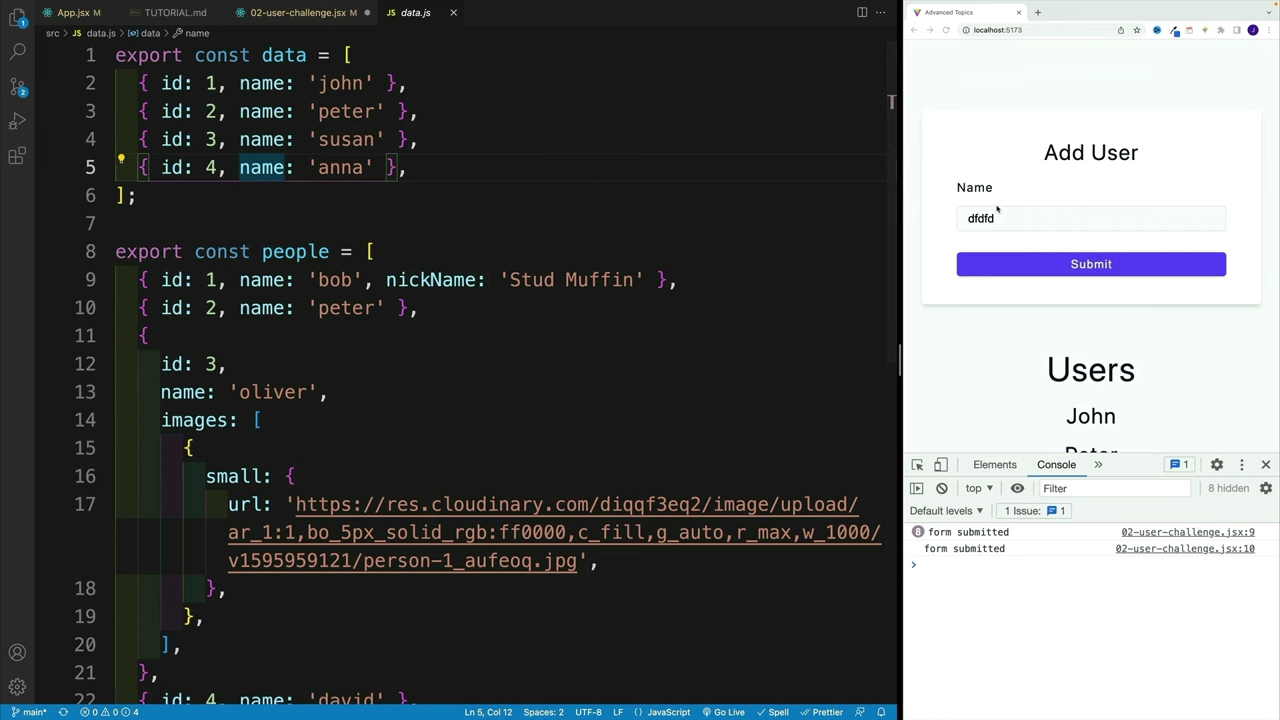 App.jsx M
TUTORIAL.md
02-user-challenge.jsx M
data.js
src > data.js > data > name
1 export const data = [
2 { id: 1, name: 'john' },
3 { id: 2, name: 'peter' },
4 { id: 3, name: 'susan' },
5 { id: 4, name: 'anna' },
6 ];
7
8 export const people = [
9 { id: 1, name: 'bob', nickName: 'Stud Muffin' },
10 { id: 2, name: 'peter' },
11 {
12 id: 3,
13 name: 'oliver',
14 images: [
15 {
16 small: {
17 url: 'https://res.cloudinary.com/diqqf3eq2/image/upload/
ar_1:1,bo_5px_solid_rgb:ff0000,c_fill,g_auto,r_max,w_1000/
v1595959121/person-1_aufeoq.jpg',
18 },
19 },
20 ],
21 },
22 { id: 4, name: 'david' },
2
main*
0 0 4
Ln 5, Col 12
Spaces: 2
UTF-8
LF
{ } JavaScript
Go Live
Spell
Prettier
Advanced Topics
localhost:5173
J
Add User
Name
dfdfd
Submit
Users
John
Peter
Elements
Console
1
top
Filter
8 hidden
Default levels
1 Issue: 1
8 form submitted 02-user-challenge.jsx:9
form submitted 02-user-challenge.jsx:10